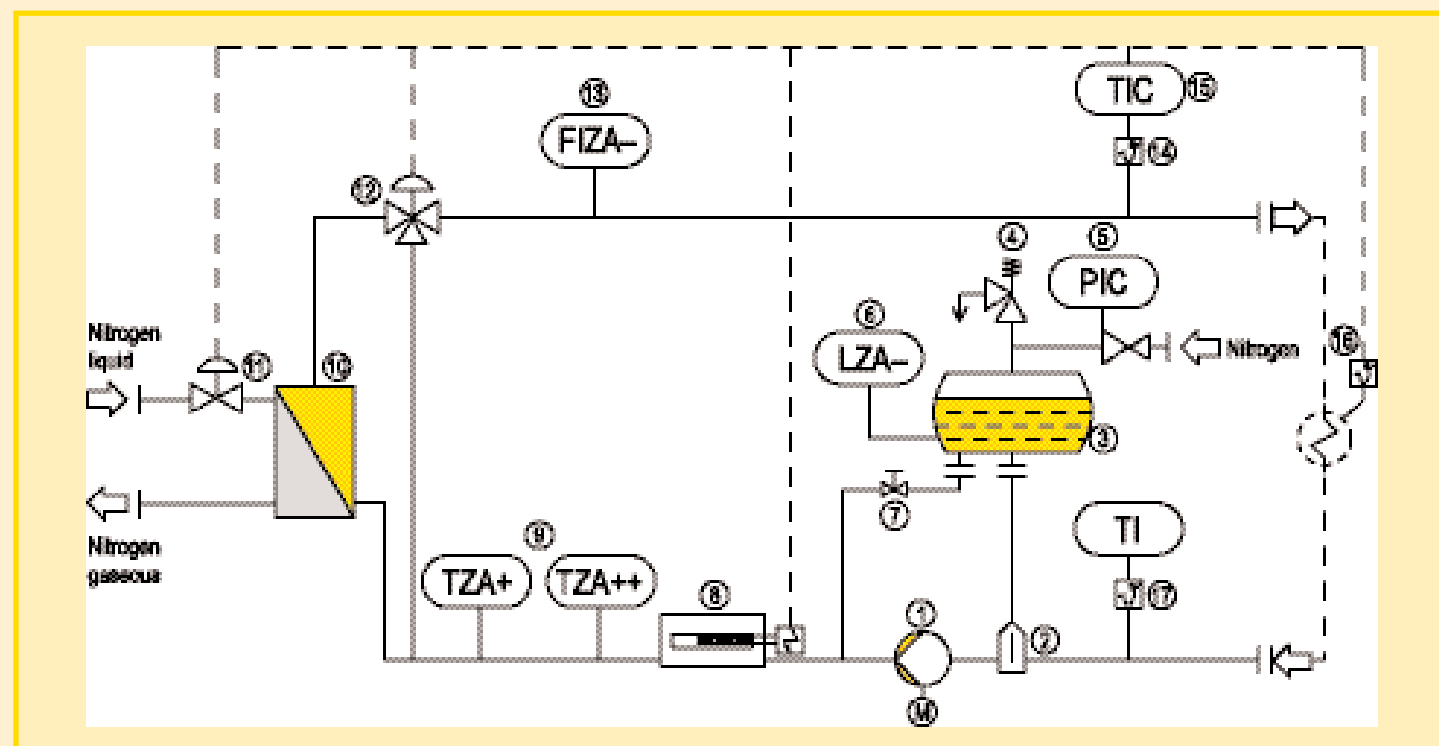 TIC
15
13
FIZA–
14
12
4
5
PIC
6
Nitrogen
liquid
LZA–
Nitrogen
16
11
10
3
7
TI
Nitrogen
gaseous
9
TZA+
TZA++
8
1
17
2
M